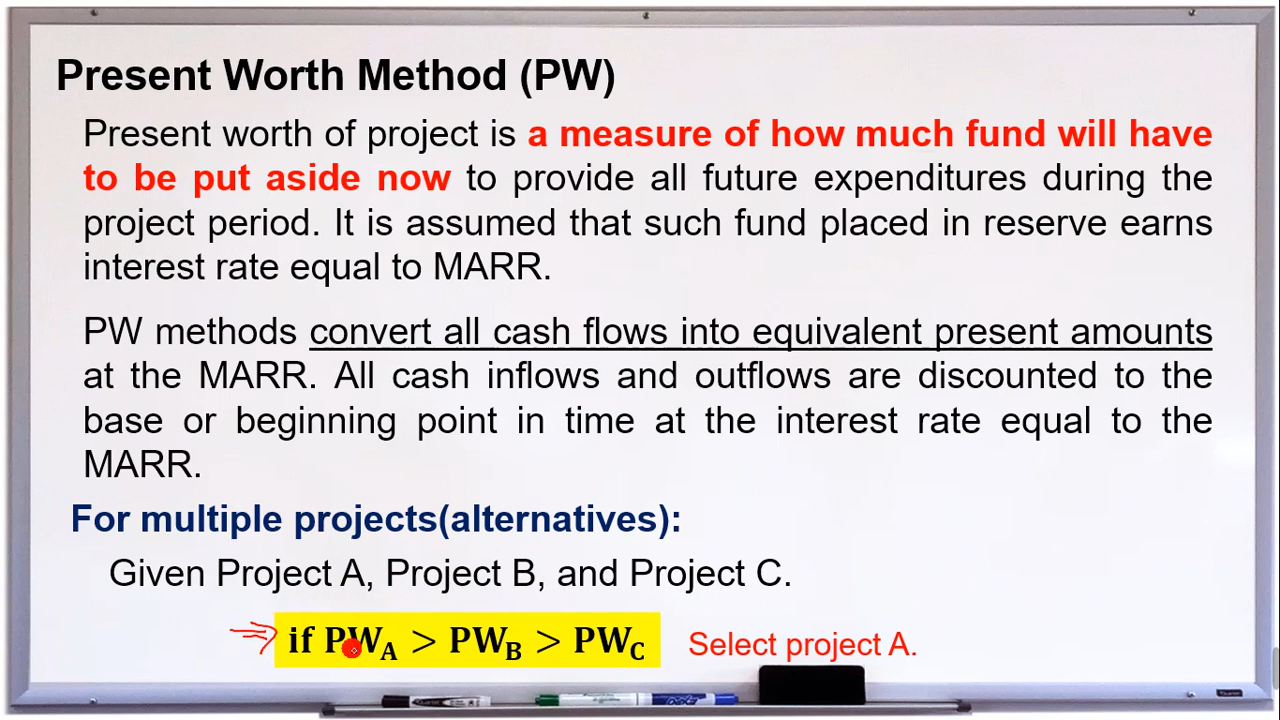 Present Worth Method (PW)
Present worth of project is a measure of how much fund will have
to be put aside now to provide all future expenditures during the
project period. It is assumed that such fund placed in reserve earns
interest rate equal to MARR.
PW methods convert all cash flows into equivalent present amounts
at the MARR. All cash inflows and outflows are discounted to the
base or beginning point in time at the interest rate equal to the
MARR.
For multiple projects(alternatives):
Given Project A, Project B, and Project C.
if PW_A > PW_B > PW_C Select project A.